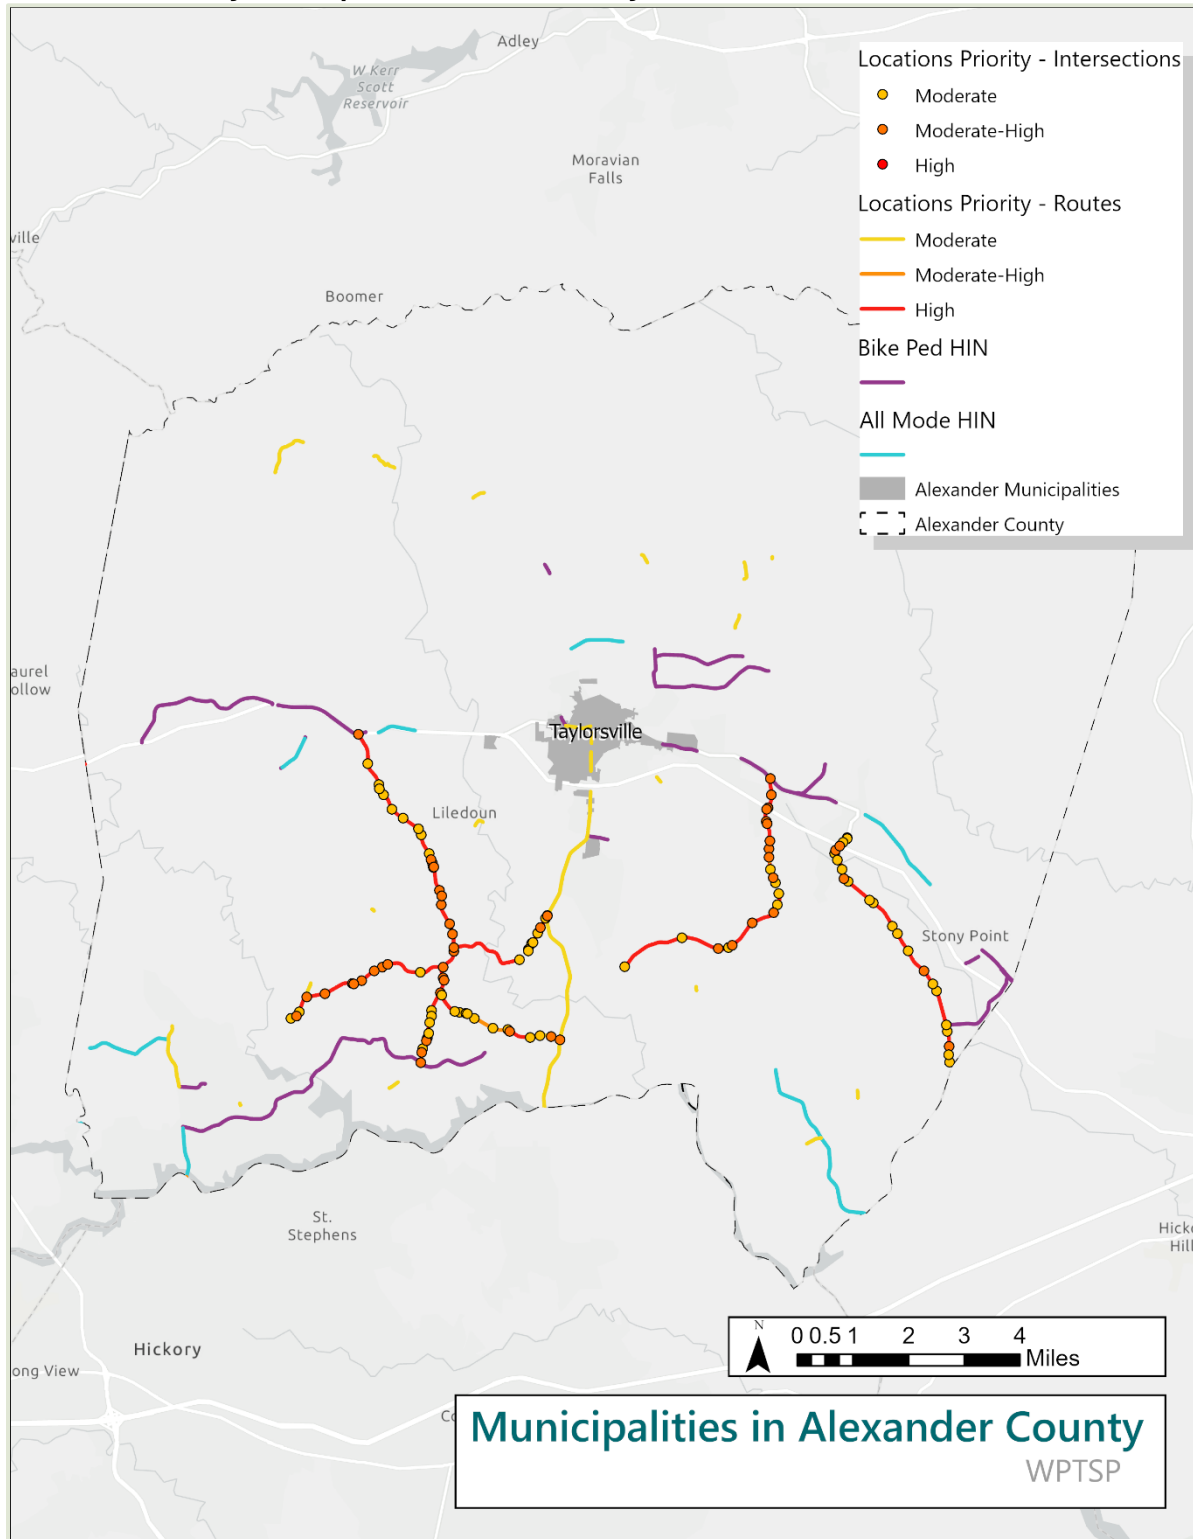 Adley
W Kerr
Scott
Reservoir
Moravian
Falls
ville
Boomer
Locations Priority - Intersections
Moderate
Moderate-High
High
Locations Priority - Routes
Moderate
Moderate-High
High
Bike Ped HIN
All Mode HIN
Alexander Municipalities
Alexander County
aurel
ollow
Taylorsville
Liledoun
Stony Point
St.
Stephens
Hick
Hill
Hickory
ong View
N
0 0.5 1 2 3 4
Miles
Co
Municipalities in Alexander County
WPTSP